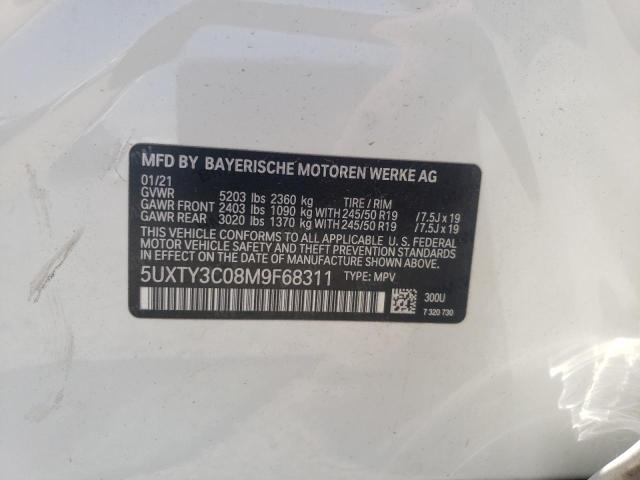 MFD BY BAYERISCHE MOTOREN WERKE AG
01/21
GVWR 5203 lbs 2360 kg TIRE / RIM
GAWR FRONT 2403 lbs 1090 kg WITH 245/50 R19 / 7.5J x 19
GAWR REAR 3020 lbs 1370 kg WITH 245/50 R19 / 7.5J x 19
THIS VEHICLE CONFORMS TO ALL APPLICABLE U. S. FEDERAL
MOTOR VEHICLE SAFETY AND THEFT PREVENTION STANDARDS
IN EFFECT ON THE DATE OF MANUFACTURE SHOWN ABOVE.
5UXTY3C08M9F68311 TYPE: MPV
300U
7 320 730